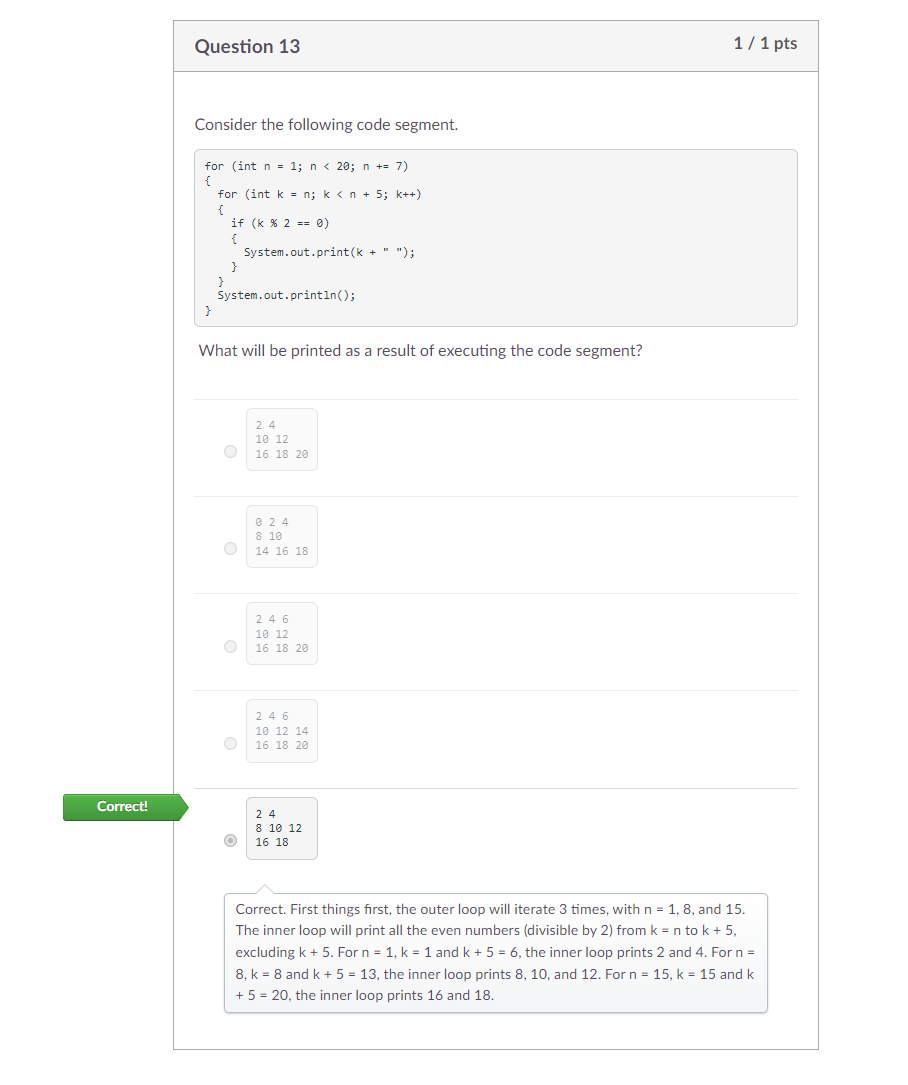 Question 13
1 / 1 pts
Consider the following code segment.
for (int n = 1; n < 20; n += 7)
{
  for (int k = n; k < n + 5; k++)
  {
    if (k % 2 == 0)
    {
      System.out.print(k + " ");
    }
  }
  System.out.println();
}
What will be printed as a result of executing the code segment?
2 4
10 12
16 18 20
0 2 4
8 10
14 16 18
2 4 6
10 12
16 18 20
2 4 6
10 12 14
16 18 20
Correct!
2 4
8 10 12
16 18
Correct. First things first, the outer loop will iterate 3 times, with n = 1, 8, and 15.
The inner loop will print all the even numbers (divisible by 2) from k = n to k + 5,
excluding k + 5. For n = 1, k = 1 and k + 5 = 6, the inner loop prints 2 and 4. For n =
8, k = 8 and k + 5 = 13, the inner loop prints 8, 10, and 12. For n = 15, k = 15 and k
+ 5 = 20, the inner loop prints 16 and 18.